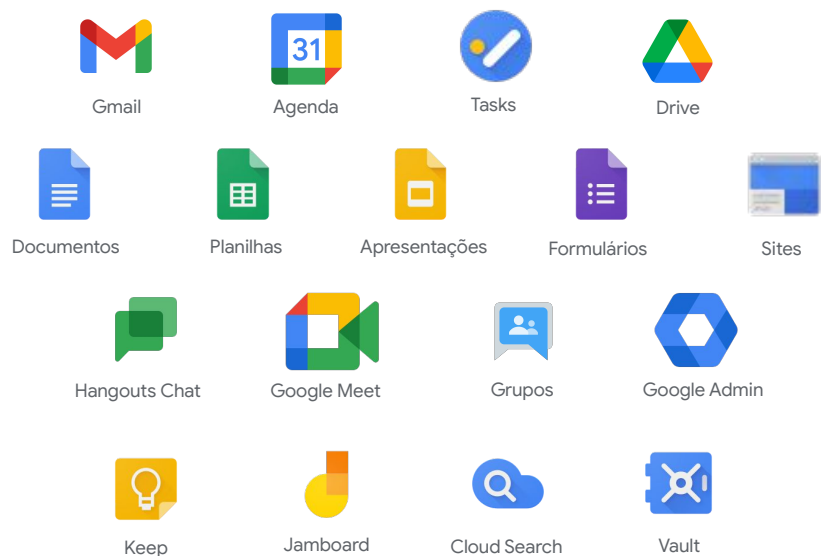 31
Gmail
Agenda
Tasks
Drive
Documentos
Planilhas
Apresentações
Formulários
Sites
Hangouts Chat
Google Meet
Grupos
Google Admin
Keep
Jamboard
Cloud Search
Vault